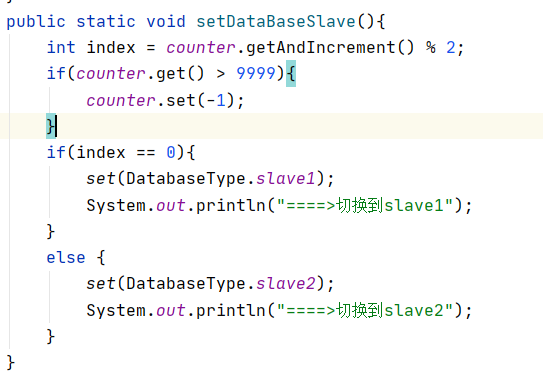 public static void setDataBaseSlave(){
    int index = counter.getAndIncrement() % 2;
    if(counter.get() > 9999){
        counter.set(-1);
    }
    if(index == 0){
        set(DatabaseType.slave1);
        System.out.println("====>切换到slave1");
    }
    else {
        set(DatabaseType.slave2);
        System.out.println("====>切换到slave2");
    }
}